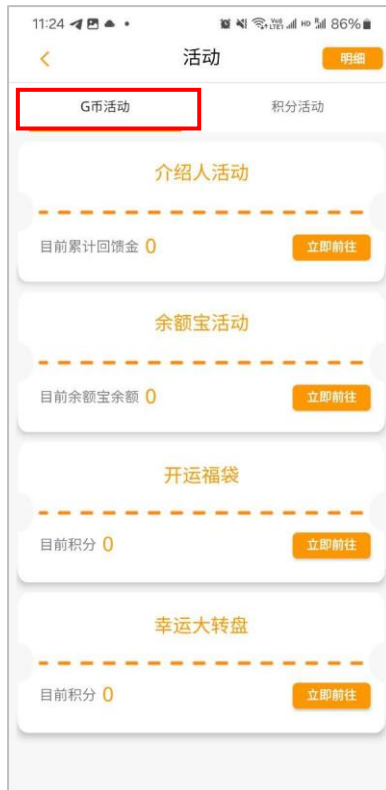 11:24 86%
活动
明细
G币活动 积分活动
介绍人活动
目前累计回馈金 0 立即前往
余额宝活动
目前余额宝余额 0 立即前往
开运福袋
目前积分 0 立即前往
幸运大转盘
目前积分 0 立即前往